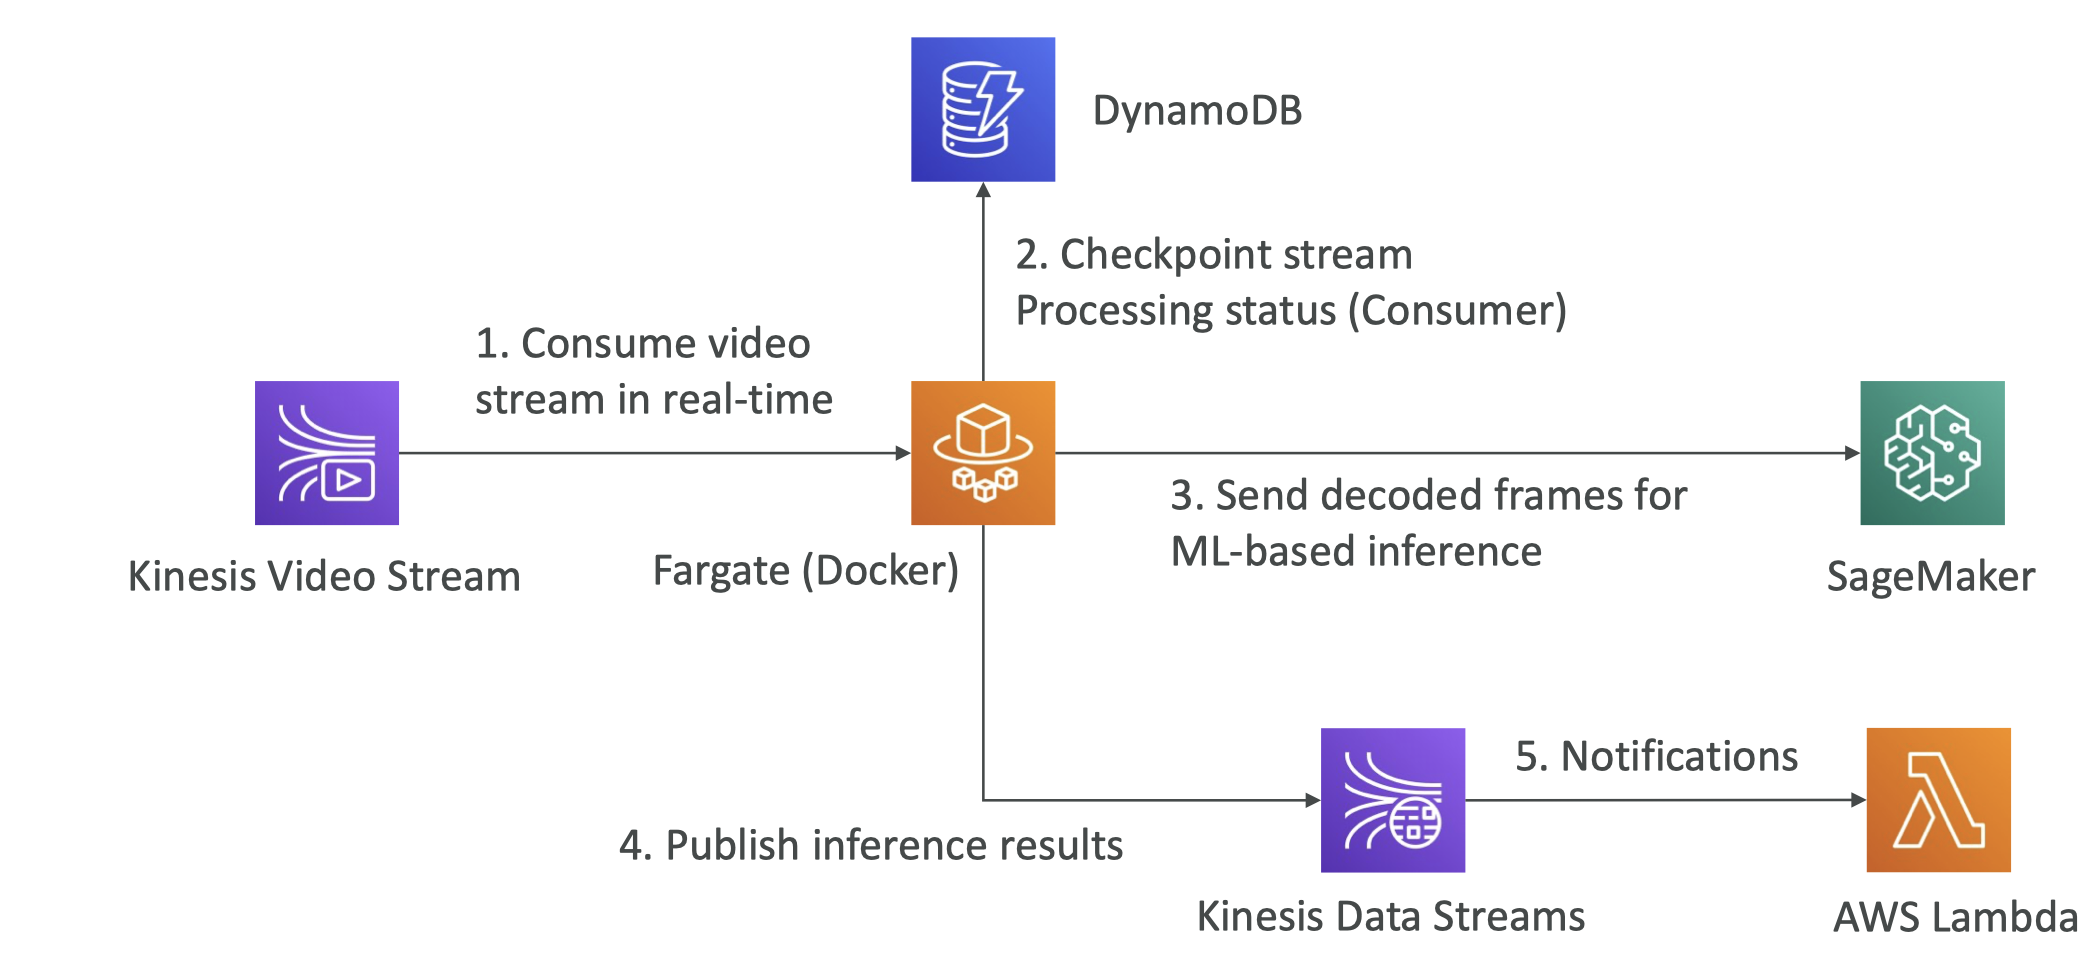 DynamoDB
2. Checkpoint stream
Processing status (Consumer)
1. Consume video
stream in real-time
3. Send decoded frames for
ML-based inference
Kinesis Video Stream
Fargate (Docker)
SageMaker
5. Notifications
4. Publish inference results
Kinesis Data Streams
AWS Lambda